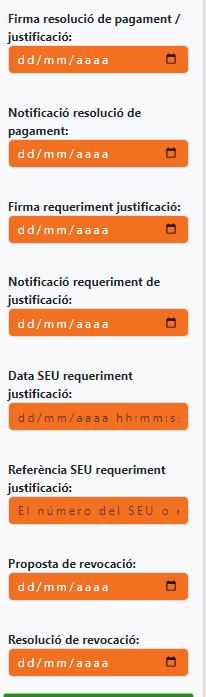 Firma resolució de pagament /
justificació:
dd/mm/aaaa
Notificació resolució de
pagament:
dd/mm/aaaa
Firma requeriment justificació:
dd/mm/aaaa
Notificació requeriment de
justificació:
dd/mm/aaaa
Data SEU requeriment
justificació:
dd/mm/aaaa hh:mm:s
Referència SEU requeriment
justificació:
El número del SEU o
Proposta de revocació:
dd/mm/aaaa
Resolució de revocació:
dd/mm/aaaa